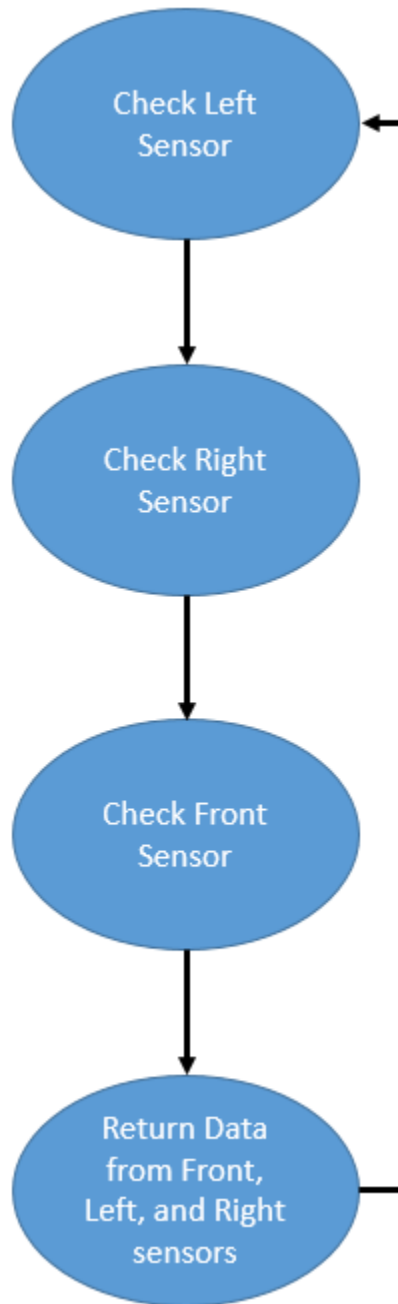 Check Left
Sensor
Check Right
Sensor
Check Front
Sensor
Return Data
from Front,
Left, and Right
sensors